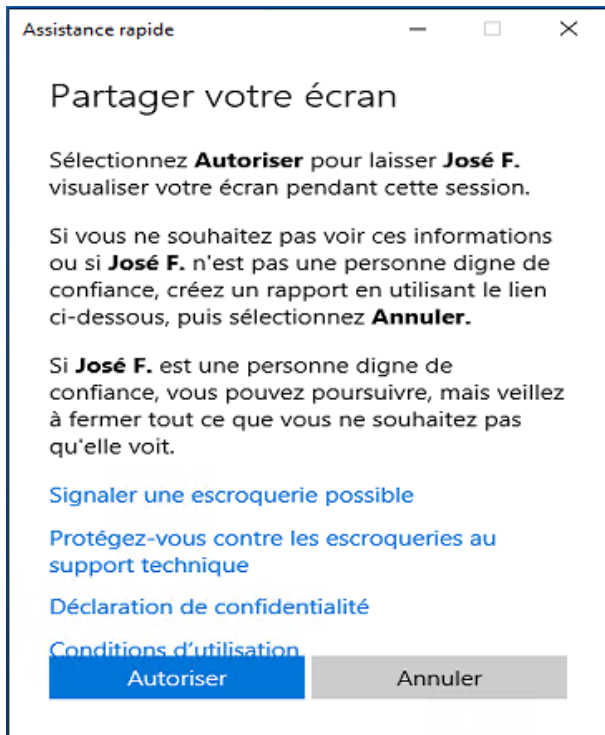 Assistance rapide
Partager votre écran
Sélectionnez Autoriser pour laisser José F.
visualiser votre écran pendant cette session.
Si vous ne souhaitez pas voir ces informations
ou si José F. n'est pas une personne digne de
confiance, créez un rapport en utilisant le lien
ci-dessous, puis sélectionnez Annuler.
Si José F. est une personne digne de
confiance, vous pouvez poursuivre, mais veillez
à fermer tout ce que vous ne souhaitez pas
qu'elle voit.
Signaler une escroquerie possible
Protégez-vous contre les escroqueries au
support technique
Déclaration de confidentialité
Conditions d’utilisation
Autoriser
Annuler